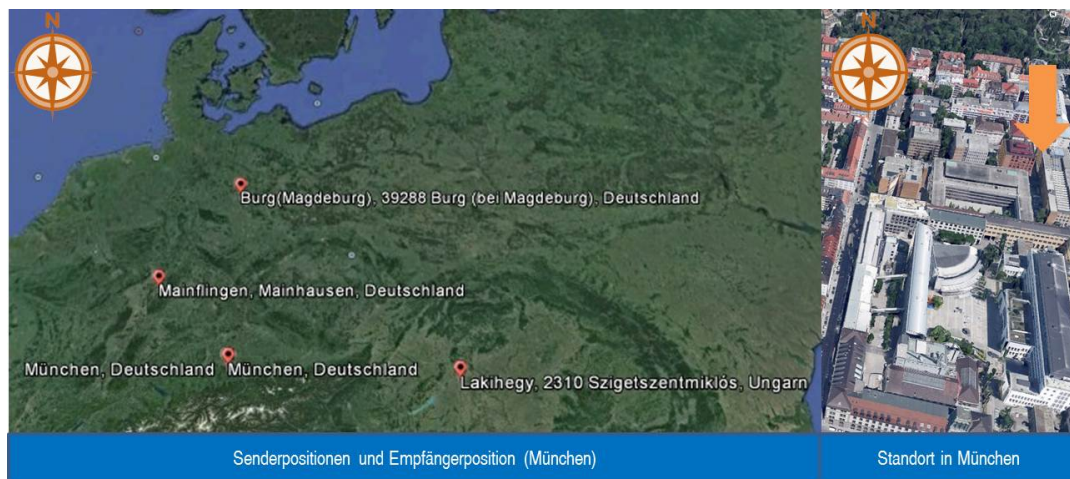 N
N
Burg(Magdeburg), 39288 Burg (bei Magdeburg), Deutschland
Mainflingen, Mainhausen, Deutschland
München, Deutschland München, Deutschland
Lakihegy, 2310 Szigetszentmiklós, Ungarn
Senderpositionen und Empfängerposition (München)
Standort in München